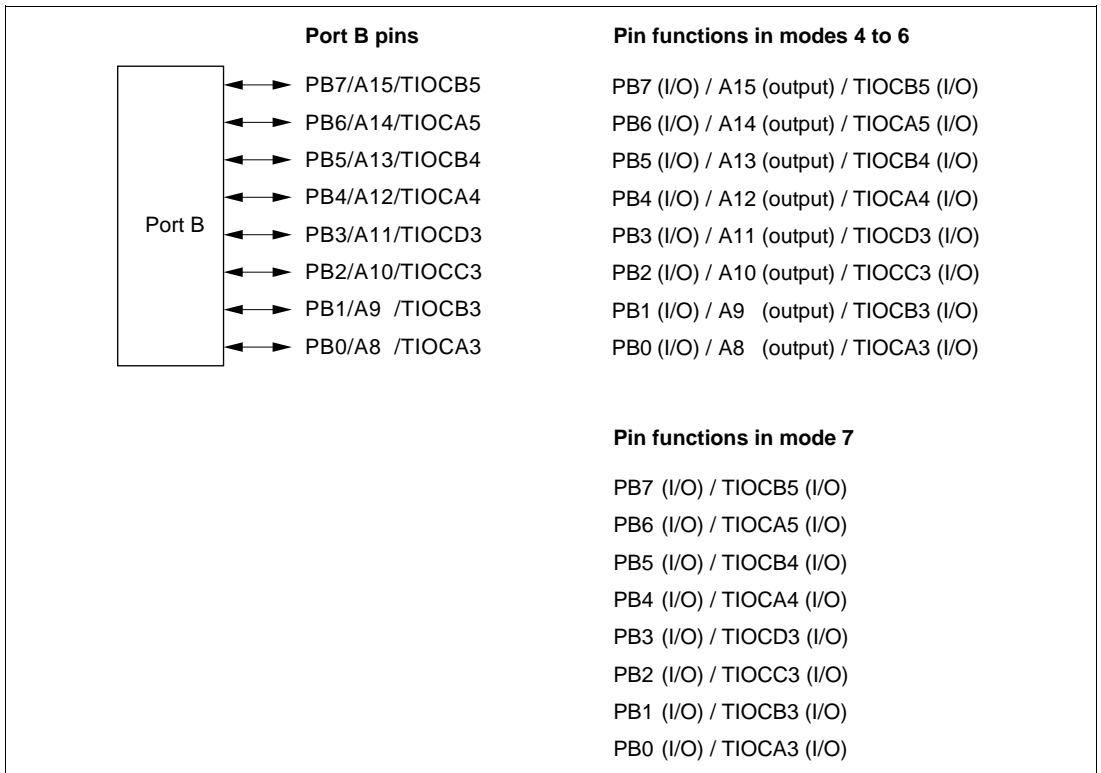 Port B pins
Pin functions in modes 4 to 6
Port B
PB7/A15/TIOCB5
PB7 (I/O) / A15 (output) / TIOCB5 (I/O)
PB6/A14/TIOCA5
PB6 (I/O) / A14 (output) / TIOCA5 (I/O)
PB5/A13/TIOCB4
PB5 (I/O) / A13 (output) / TIOCB4 (I/O)
PB4/A12/TIOCA4
PB4 (I/O) / A12 (output) / TIOCA4 (I/O)
PB3/A11/TIOCD3
PB3 (I/O) / A11 (output) / TIOCD3 (I/O)
PB2/A10/TIOCC3
PB2 (I/O) / A10 (output) / TIOCC3 (I/O)
PB1/A9 /TIOCB3
PB1 (I/O) / A9 (output) / TIOCB3 (I/O)
PB0/A8 /TIOCA3
PB0 (I/O) / A8 (output) / TIOCA3 (I/O)
Pin functions in mode 7
PB7 (I/O) / TIOCB5 (I/O)
PB6 (I/O) / TIOCA5 (I/O)
PB5 (I/O) / TIOCB4 (I/O)
PB4 (I/O) / TIOCA4 (I/O)
PB3 (I/O) / TIOCD3 (I/O)
PB2 (I/O) / TIOCC3 (I/O)
PB1 (I/O) / TIOCB3 (I/O)
PB0 (I/O) / TIOCA3 (I/O)